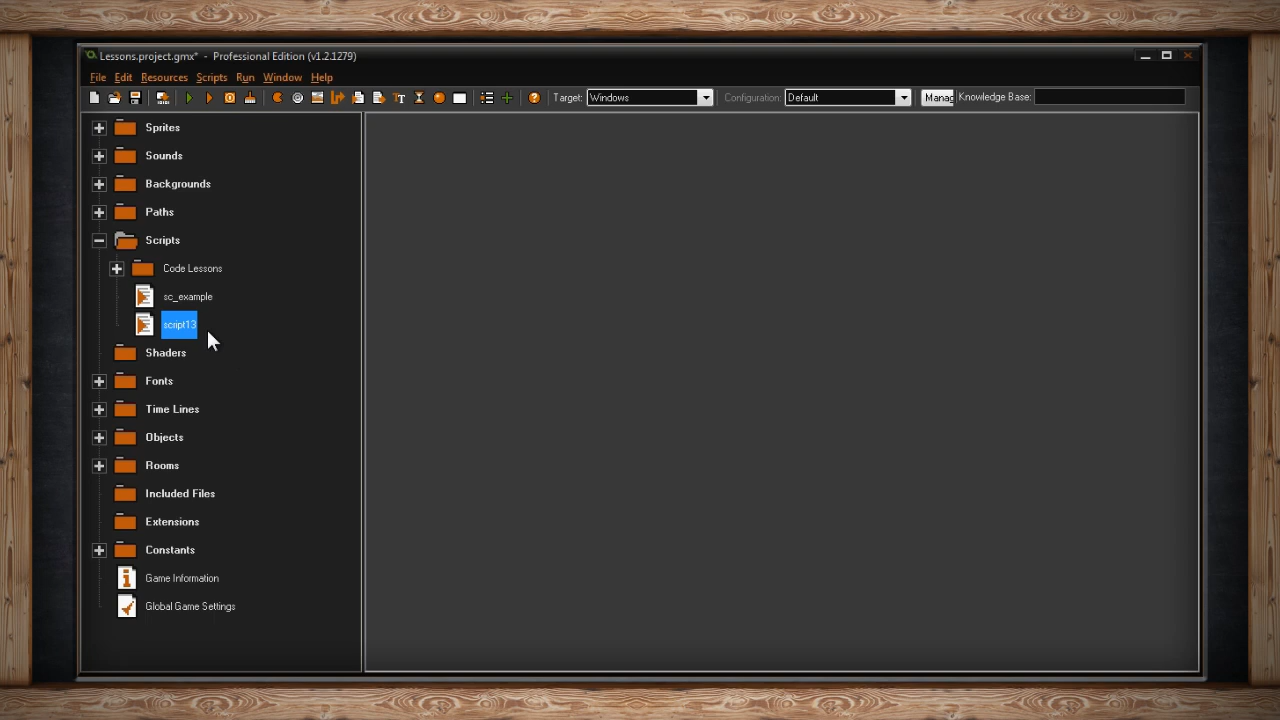 Lessons.project.gmx* - Professional Edition (v1.2.1279)
File Edit Resources Scripts Run Window Help
Target: Windows Configuration: Default Manag Knowledge Base:
Sprites
Sounds
Backgrounds
Paths
Scripts
Code Lessons
sc_example
script13
Shaders
Fonts
Time Lines
Objects
Rooms
Included Files
Extensions
Constants
Game Information
Global Game Settings